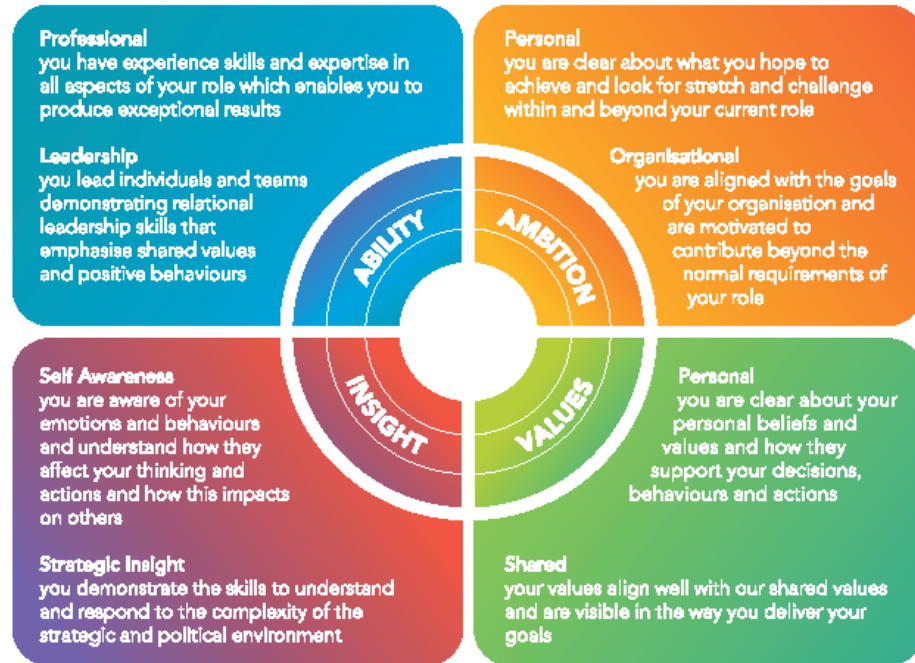 Professional
you have experience skills and expertise in
all aspects of your role which enables you to
produce exceptional results
Leadership
you lead individuals and teams
demonstrating relational
leadership skills that
emphasise shared values
and positive behaviours
Personal
you are clear about what you hope to
achieve and look for stretch and challenge
within and beyond your current role
Organisational
you are aligned with the goals
of your organisation and
are motivated to
contribute beyond the
normal requirements of
your role
ABILITY
AMBITION
INSIGHT
VALUES
Self Awareness
you are aware of your
emotions and behaviours
and understand how they
affect your thinking and
actions and how this impacts
on others
Strategic Insight
you demonstrate the skills to understand
and respond to the complexity of the
strategic and political environment
Personal
you are clear about your
personal beliefs and
values and how they
support your decisions,
behaviours and actions
Shared
your values align well with our shared values
and are visible in the way you deliver your
goals